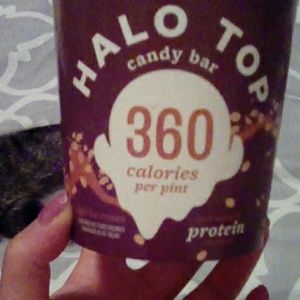 HALO TOP
candy bar
360
calories
per pint
protein